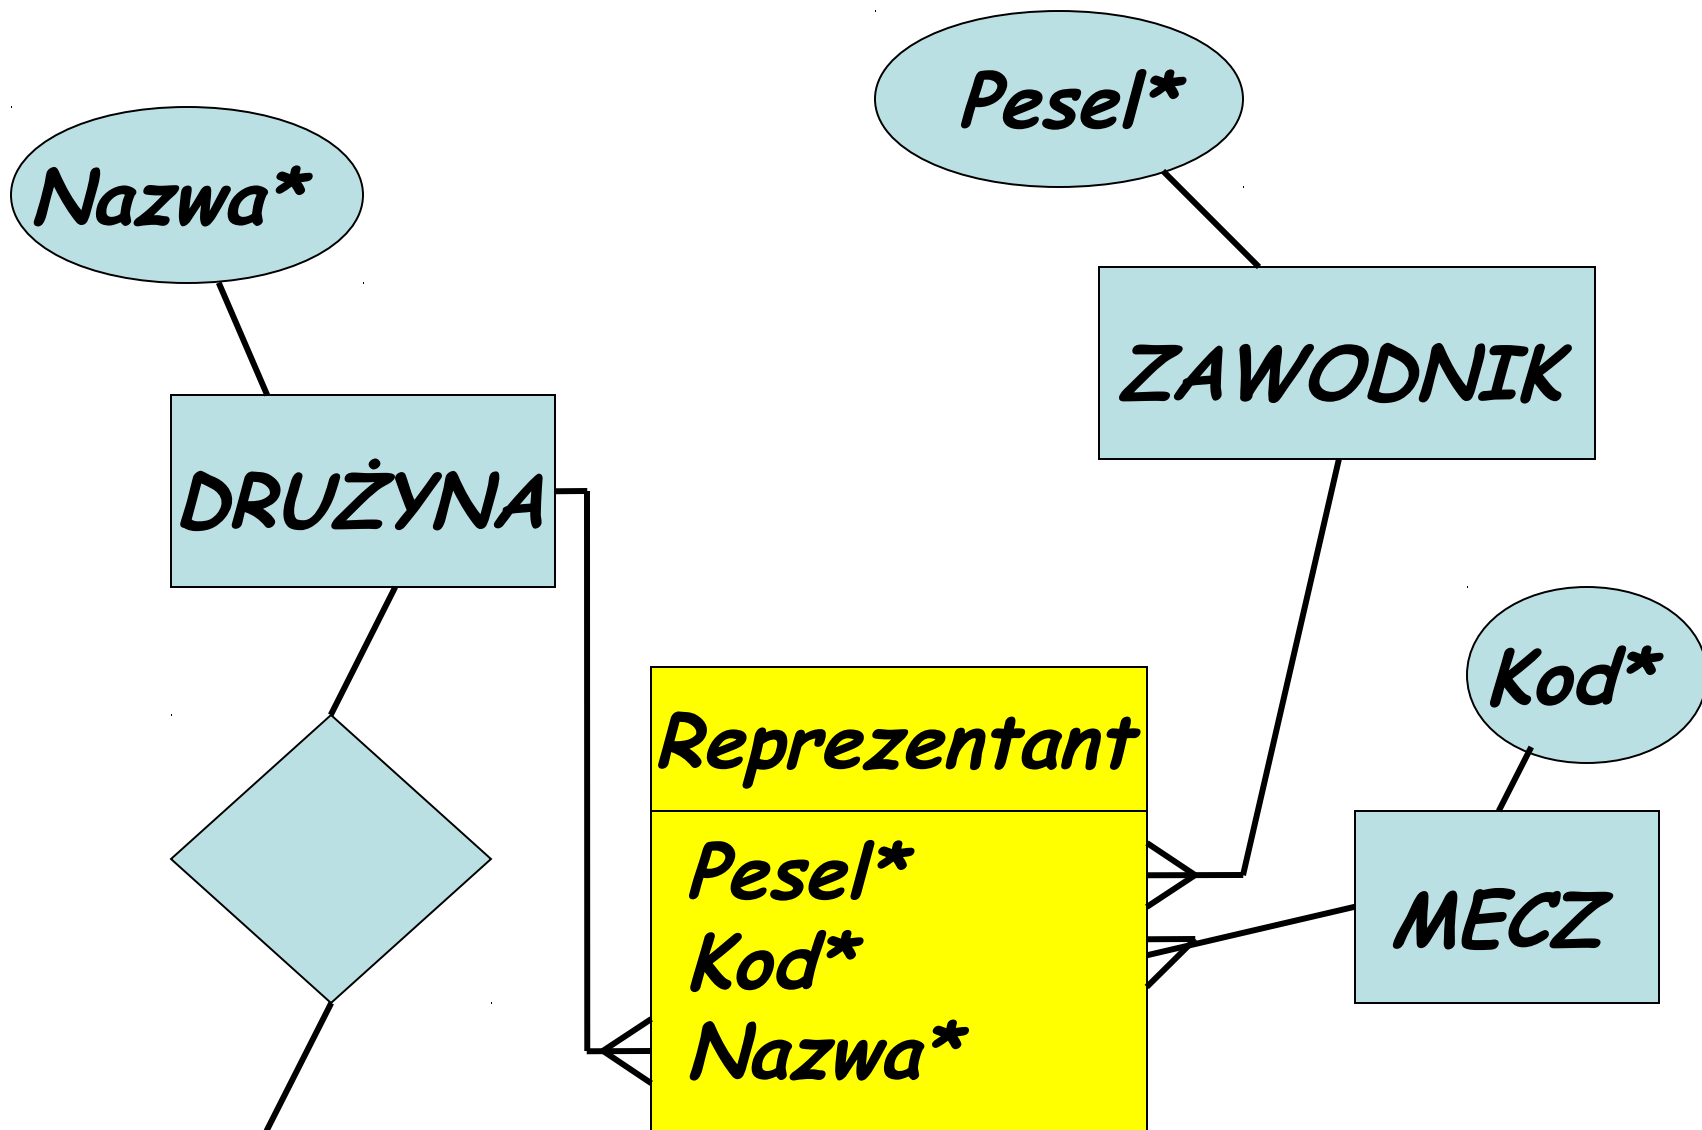 Pesel*
Nazwa*
ZAWODNIK
DRUŻYNA
Kod*
Reprezentant
Pesel*
Kod*
Nazwa*
MECZ